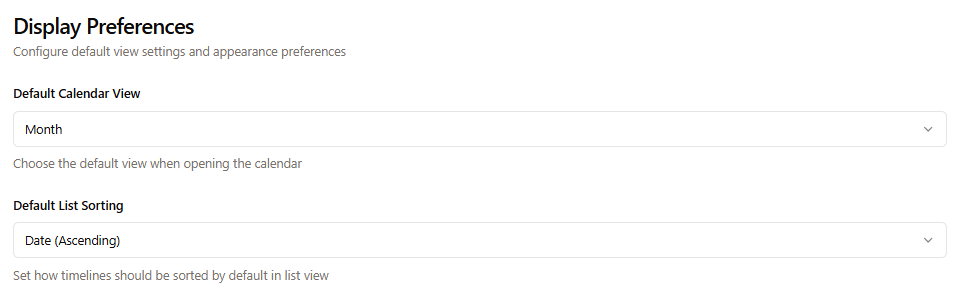 Display Preferences
Configure default view settings and appearance preferences
Default Calendar View
Month
Choose the default view when opening the calendar
Default List Sorting
Date (Ascending)
Set how timelines should be sorted by default in list view